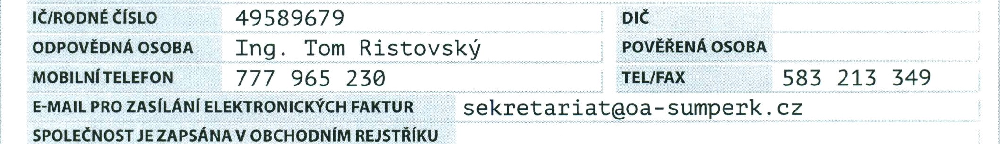 IČ/RODNÉ ČÍSLO 49589679 DIČ
ODPOVĚDNÁ OSOBA Ing. Tom Ristovský POVĚŘENÁ OSOBA
MOBILNÍ TELEFON 777 965 230 TEL/FAX 583 213 349
E-MAIL PRO ZASÍLÁNÍ ELEKTRONICKÝCH FAKTUR sekretariat@oa-sumperk.cz
SPOLEČNOST JE ZAPSÁNA V OBCHODNÍM REJSTŘÍKU